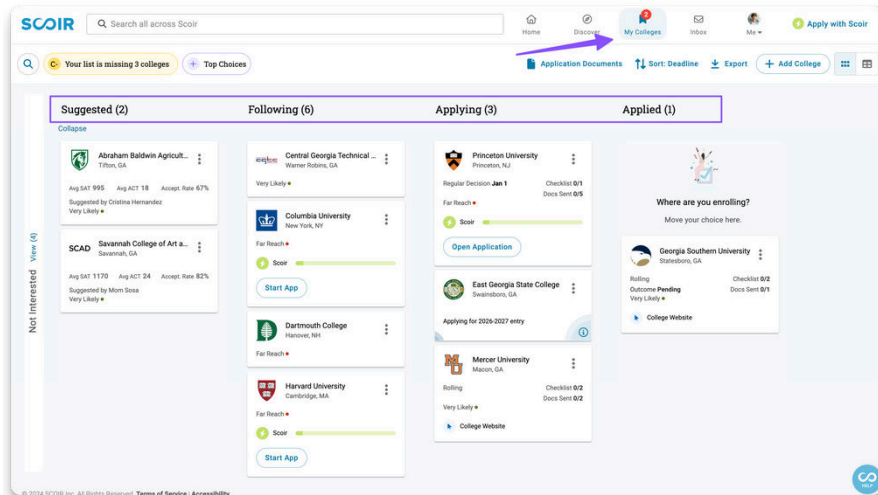 SCOIR
Search all across Scoir
Home
Discover
2
My Colleges
Inbox
Me
Apply with Scoir
C- Your list is missing 3 colleges
+ Top Choices
Application Documents
Sort: Deadline
Export
+ Add College
Suggested (2)
Following (6)
Applying (3)
Applied (1)
Collapse
Not Interested View (4)
Abraham Baldwin Agricult...
Tifton, GA
Avg SAT 995 Avg ACT 18 Accept. Rate 67%
Suggested by Cristina Hernandez
Very Likely
SCAD
Savannah College of Art a...
Savannah, GA
Avg SAT 1170 Avg ACT 24 Accept. Rate 82%
Suggested by Mom Sosa
Very Likely
Central Georgia Technical ...
Warner Robins, GA
Very Likely
Columbia University
New York, NY
Far Reach
Scoir
Start App
Dartmouth College
Hanover, NH
Far Reach
Harvard University
Cambridge, MA
Far Reach
Scoir
Start App
Princeton University
Princeton, NJ
Regular Decision Jan 1 Checklist 0/1
Docs Sent 0/5
Far Reach
Scoir
Open Application
East Georgia State College
Swainsboro, GA
Applying for 2026-2027 entry
Mercer University
Macon, GA
Rolling Checklist 0/2
Docs Sent 0/2
Very Likely
College Website
Where are you enrolling?
Move your choice here.
Georgia Southern University
Statesboro, GA
Rolling Checklist 0/2
Outcome Pending Docs Sent 0/1
Very Likely
College Website
HELP
© 2024 SCOIR Inc. All Rights Reserved. Terms of Service | Accessibility